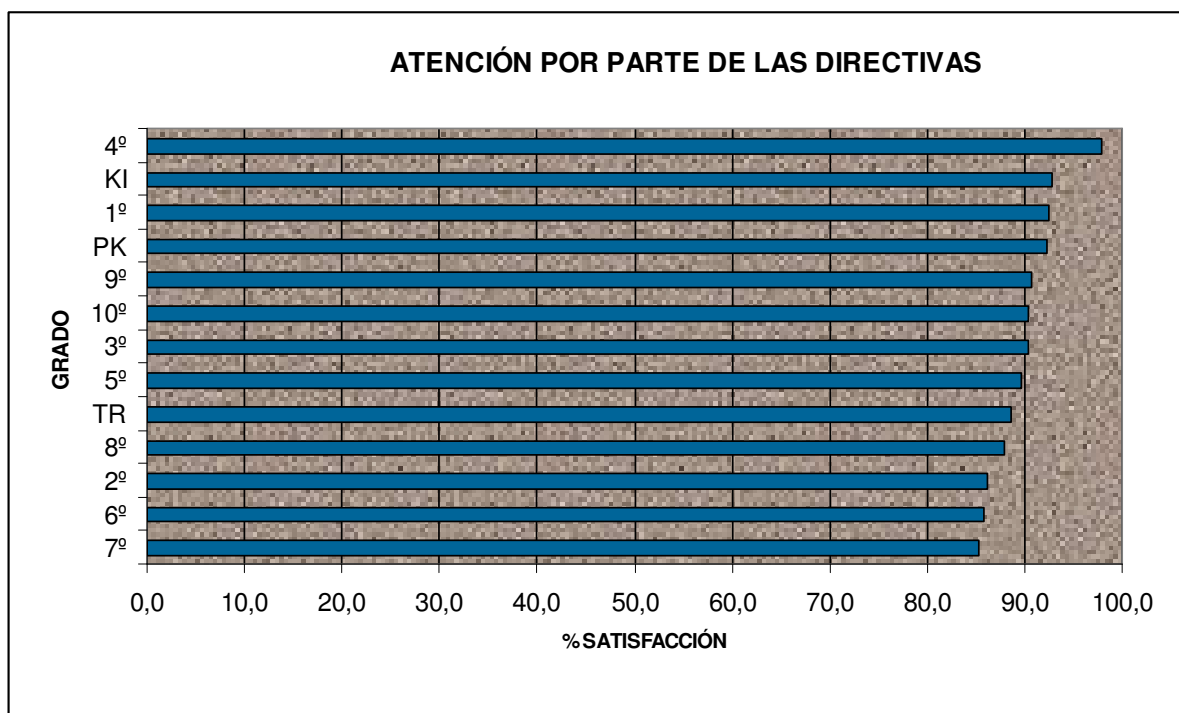 ATENCIÓN POR PARTE DE LAS DIRECTIVAS
GRADO
4º
KI
1º
PK
9º
10º
3º
5º
TR
8º
2º
6º
7º
0,0 10,0 20,0 30,0 40,0 50,0 60,0 70,0 80,0 90,0 100,0
% SATISFACCIÓN